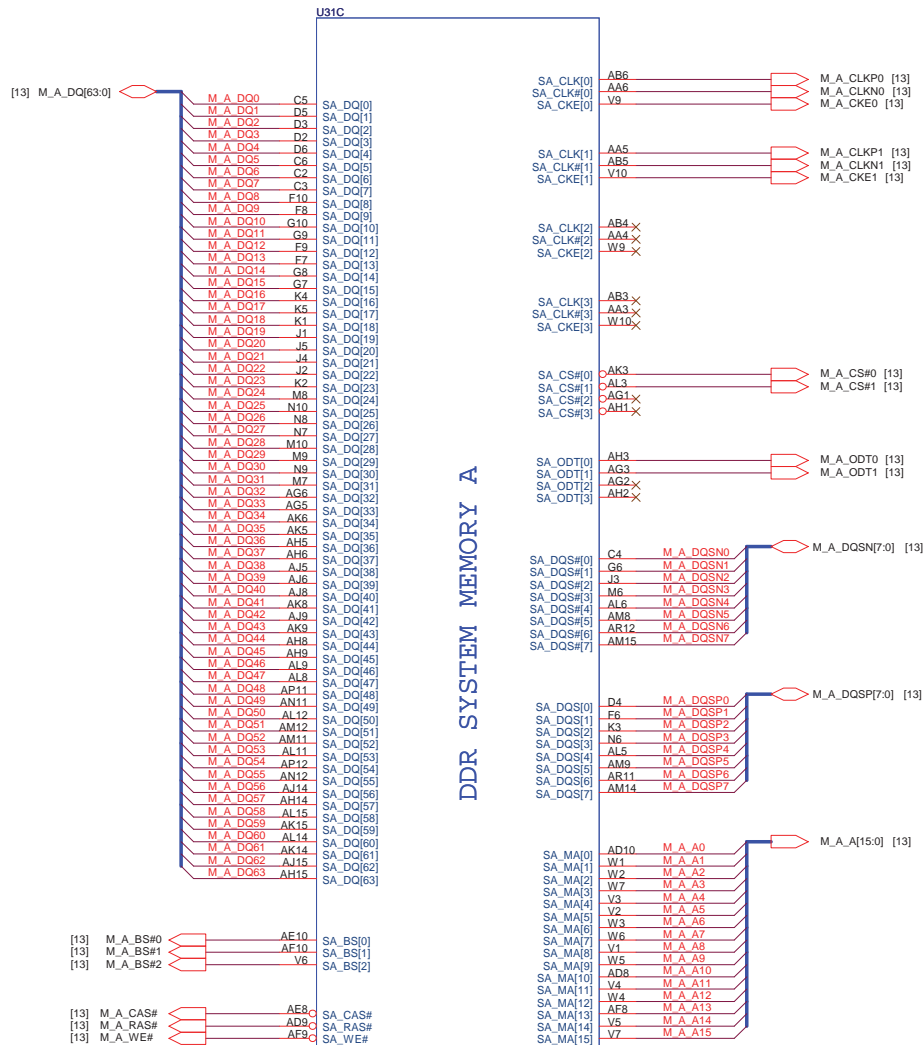 U31C
[13] M_A_DQ[63:0]
M_A_DQ0 C5 SA_DQ[0]
M_A_DQ1 D5 SA_DQ[1]
M_A_DQ2 D3 SA_DQ[2]
M_A_DQ3 D2 SA_DQ[3]
M_A_DQ4 D6 SA_DQ[4]
M_A_DQ5 C6 SA_DQ[5]
M_A_DQ6 C2 SA_DQ[6]
M_A_DQ7 C3 SA_DQ[7]
M_A_DQ8 F10 SA_DQ[8]
M_A_DQ9 F8 SA_DQ[9]
M_A_DQ10 G10 SA_DQ[10]
M_A_DQ11 G9 SA_DQ[11]
M_A_DQ12 F9 SA_DQ[12]
M_A_DQ13 F7 SA_DQ[13]
M_A_DQ14 G8 SA_DQ[14]
M_A_DQ15 G7 SA_DQ[15]
M_A_DQ16 K4 SA_DQ[16]
M_A_DQ17 K5 SA_DQ[17]
M_A_DQ18 K1 SA_DQ[18]
M_A_DQ19 J1 SA_DQ[19]
M_A_DQ20 J5 SA_DQ[20]
M_A_DQ21 J4 SA_DQ[21]
M_A_DQ22 J2 SA_DQ[22]
M_A_DQ23 K2 SA_DQ[23]
M_A_DQ24 M8 SA_DQ[24]
M_A_DQ25 N10 SA_DQ[25]
M_A_DQ26 N8 SA_DQ[26]
M_A_DQ27 N7 SA_DQ[27]
M_A_DQ28 M10 SA_DQ[28]
M_A_DQ29 M9 SA_DQ[29]
M_A_DQ30 N9 SA_DQ[30]
M_A_DQ31 M7 SA_DQ[31]
M_A_DQ32 AG6 SA_DQ[32]
M_A_DQ33 AG5 SA_DQ[33]
M_A_DQ34 AK6 SA_DQ[34]
M_A_DQ35 AK5 SA_DQ[35]
M_A_DQ36 AH5 SA_DQ[36]
M_A_DQ37 AH6 SA_DQ[37]
M_A_DQ38 AJ5 SA_DQ[38]
M_A_DQ39 AJ6 SA_DQ[39]
M_A_DQ40 AJ8 SA_DQ[40]
M_A_DQ41 AK8 SA_DQ[41]
M_A_DQ42 AJ9 SA_DQ[42]
M_A_DQ43 AK9 SA_DQ[43]
M_A_DQ44 AH8 SA_DQ[44]
M_A_DQ45 AH9 SA_DQ[45]
M_A_DQ46 AL9 SA_DQ[46]
M_A_DQ47 AL8 SA_DQ[47]
M_A_DQ48 AP11 SA_DQ[48]
M_A_DQ49 AN11 SA_DQ[49]
M_A_DQ50 AL12 SA_DQ[50]
M_A_DQ51 AM12 SA_DQ[51]
M_A_DQ52 AM11 SA_DQ[52]
M_A_DQ53 AL11 SA_DQ[53]
M_A_DQ54 AP12 SA_DQ[54]
M_A_DQ55 AN12 SA_DQ[55]
M_A_DQ56 AJ14 SA_DQ[56]
M_A_DQ57 AH14 SA_DQ[57]
M_A_DQ58 AL15 SA_DQ[58]
M_A_DQ59 AK15 SA_DQ[59]
M_A_DQ60 AL14 SA_DQ[60]
M_A_DQ61 AK14 SA_DQ[61]
M_A_DQ62 AJ15 SA_DQ[62]
M_A_DQ63 AH15 SA_DQ[63]
[13] M_A_BS#0 AE10 SA_BS[0]
[13] M_A_BS#1 AF10 SA_BS[1]
[13] M_A_BS#2 V6 SA_BS[2]
[13] M_A_CAS# AE8 SA_CAS#
[13] M_A_RAS# AD9 SA_RAS#
[13] M_A_WE# AF9 SA_WE#
DDR SYSTEM MEMORY A
SA_CLK[0] AB6 M_A_CLKP0 [13]
SA_CLK#[0] AA6 M_A_CLKN0 [13]
SA_CKE[0] V9 M_A_CKE0 [13]
SA_CLK[1] AA5 M_A_CLKP1 [13]
SA_CLK#[1] AB5 M_A_CLKN1 [13]
SA_CKE[1] V10 M_A_CKE1 [13]
SA_CLK[2] AB4
SA_CLK#[2] AA4
SA_CKE[2] W9
SA_CLK[3] AB3
SA_CLK#[3] AA3
SA_CKE[3] W10
SA_CS#[0] AK3 M_A_CS#0 [13]
SA_CS#[1] AL3 M_A_CS#1 [13]
SA_CS#[2] AG1
SA_CS#[3] AH1
SA_ODT[0] AH3 M_A_ODT0 [13]
SA_ODT[1] AG3 M_A_ODT1 [13]
SA_ODT[2] AG2
SA_ODT[3] AH2
M_A_DQSN[7:0] [13]
SA_DQS#[0] C4 M_A_DQSN0
SA_DQS#[1] G6 M_A_DQSN1
SA_DQS#[2] J3 M_A_DQSN2
SA_DQS#[3] M6 M_A_DQSN3
SA_DQS#[4] AL6 M_A_DQSN4
SA_DQS#[5] AM8 M_A_DQSN5
SA_DQS#[6] AR12 M_A_DQSN6
SA_DQS#[7] AM15 M_A_DQSN7
M_A_DQSP[7:0] [13]
SA_DQS[0] D4 M_A_DQSP0
SA_DQS[1] F6 M_A_DQSP1
SA_DQS[2] K3 M_A_DQSP2
SA_DQS[3] N6 M_A_DQSP3
SA_DQS[4] AL5 M_A_DQSP4
SA_DQS[5] AM9 M_A_DQSP5
SA_DQS[6] AR11 M_A_DQSP6
SA_DQS[7] AM14 M_A_DQSP7
M_A_A[15:0] [13]
SA_MA[0] AD10 M_A_A0
SA_MA[1] W1 M_A_A1
SA_MA[2] W2 M_A_A2
SA_MA[3] W7 M_A_A3
SA_MA[4] V3 M_A_A4
SA_MA[5] V2 M_A_A5
SA_MA[6] W3 M_A_A6
SA_MA[7] W6 M_A_A7
SA_MA[8] V1 M_A_A8
SA_MA[9] W5 M_A_A9
SA_MA[10] AD8 M_A_A10
SA_MA[11] V4 M_A_A11
SA_MA[12] W4 M_A_A12
SA_MA[13] AF8 M_A_A13
SA_MA[14] V5 M_A_A14
SA_MA[15] V7 M_A_A15